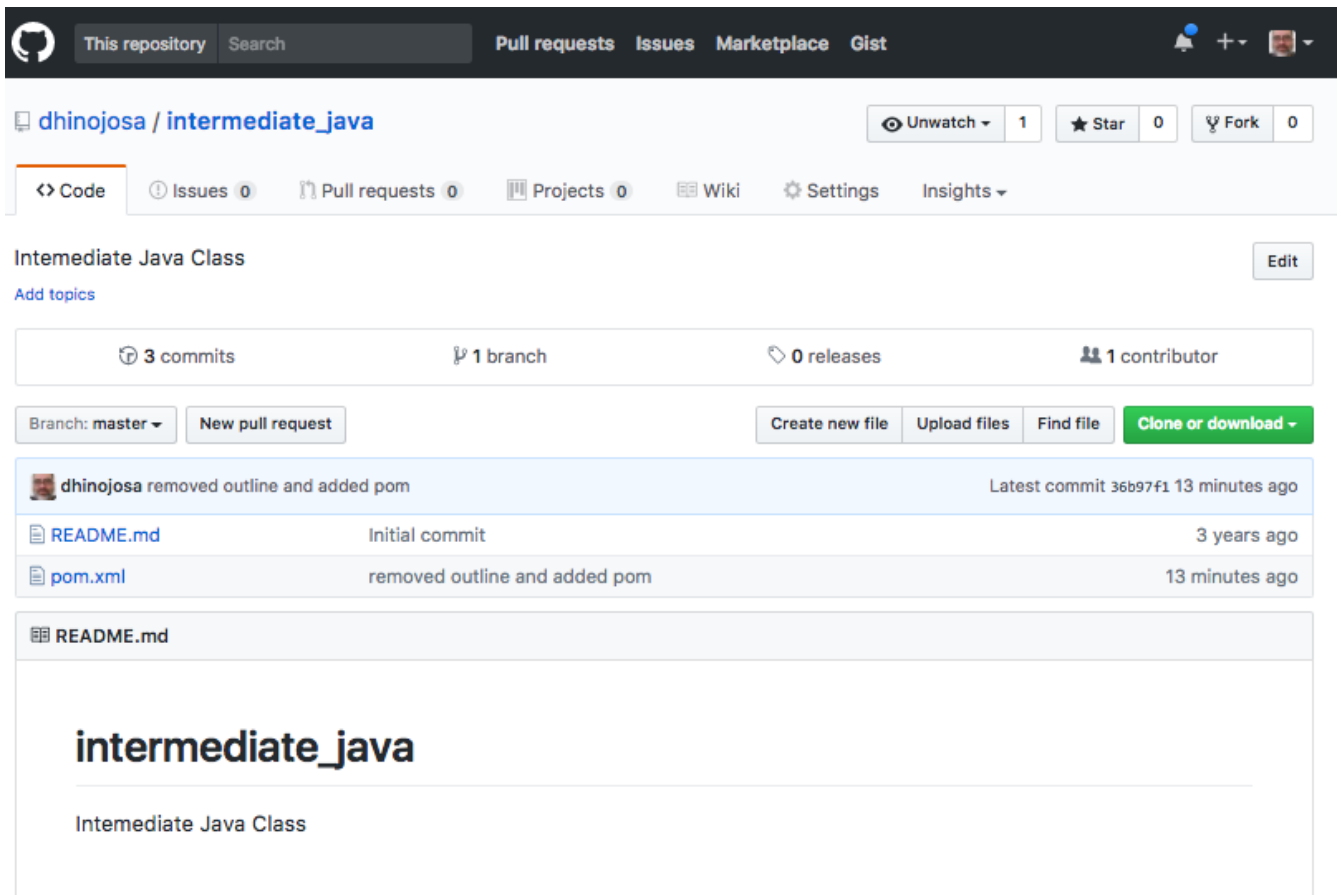 This repository Search Pull requests Issues Marketplace Gist
dhinojosa / intermediate_java Unwatch 1 Star 0 Fork 0
Code Issues 0 Pull requests 0 Projects 0 Wiki Settings Insights
Intemediate Java Class Edit
Add topics
3 commits 1 branch 0 releases 1 contributor
Branch: master New pull request Create new file Upload files Find file Clone or download
dhinojosa removed outline and added pom Latest commit 36b97f1 13 minutes ago
README.md Initial commit 3 years ago
pom.xml removed outline and added pom 13 minutes ago
README.md
intermediate_java
Intemediate Java Class